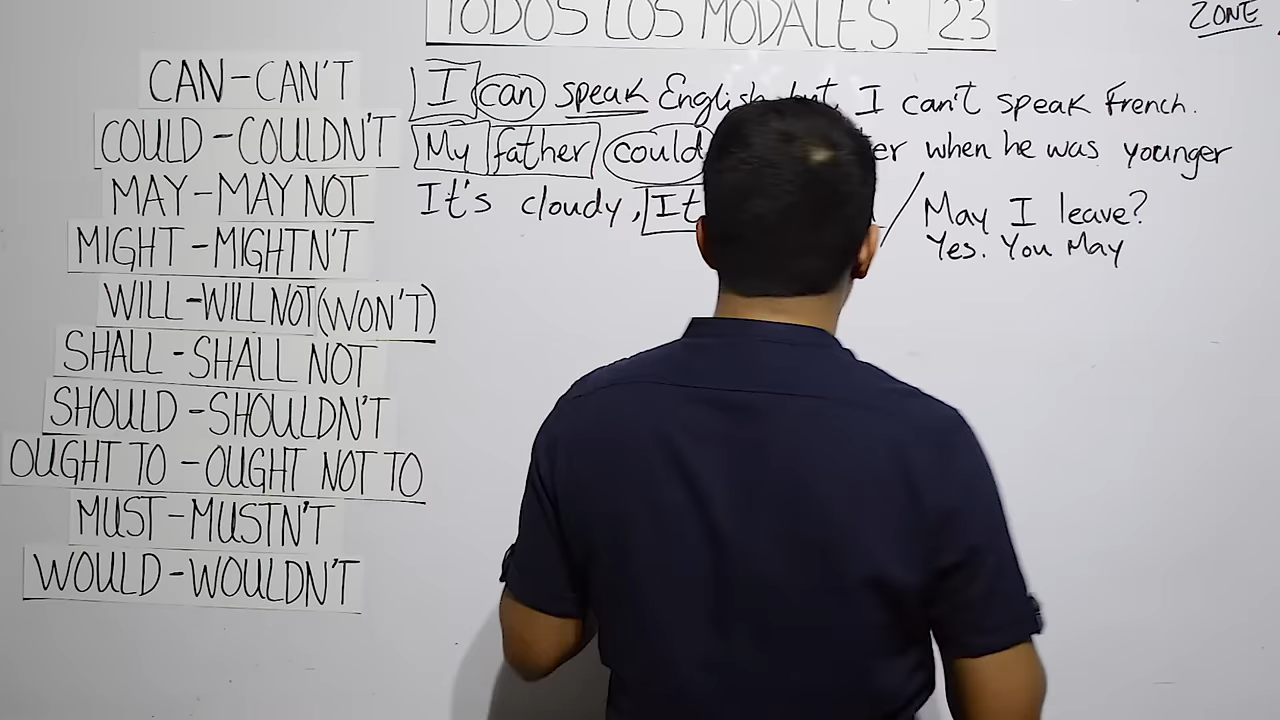 TODOS LOS MODALES 23
ZONE
CAN-CAN'T
COULD-COULDN'T
MAY-MAY NOT
MIGHT-MIGHTN'T
WILL-WILL NOT(WON'T)
SHALL-SHALL NOT
SHOULD-SHOULDN'T
OUGHT TO-OUGHT NOT TO
MUST-MUSTN'T
WOULD-WOULDN'T
I can speak English but I can't speak French.
My father could when he was younger
It's cloudy, It / May I leave?
Yes. You May